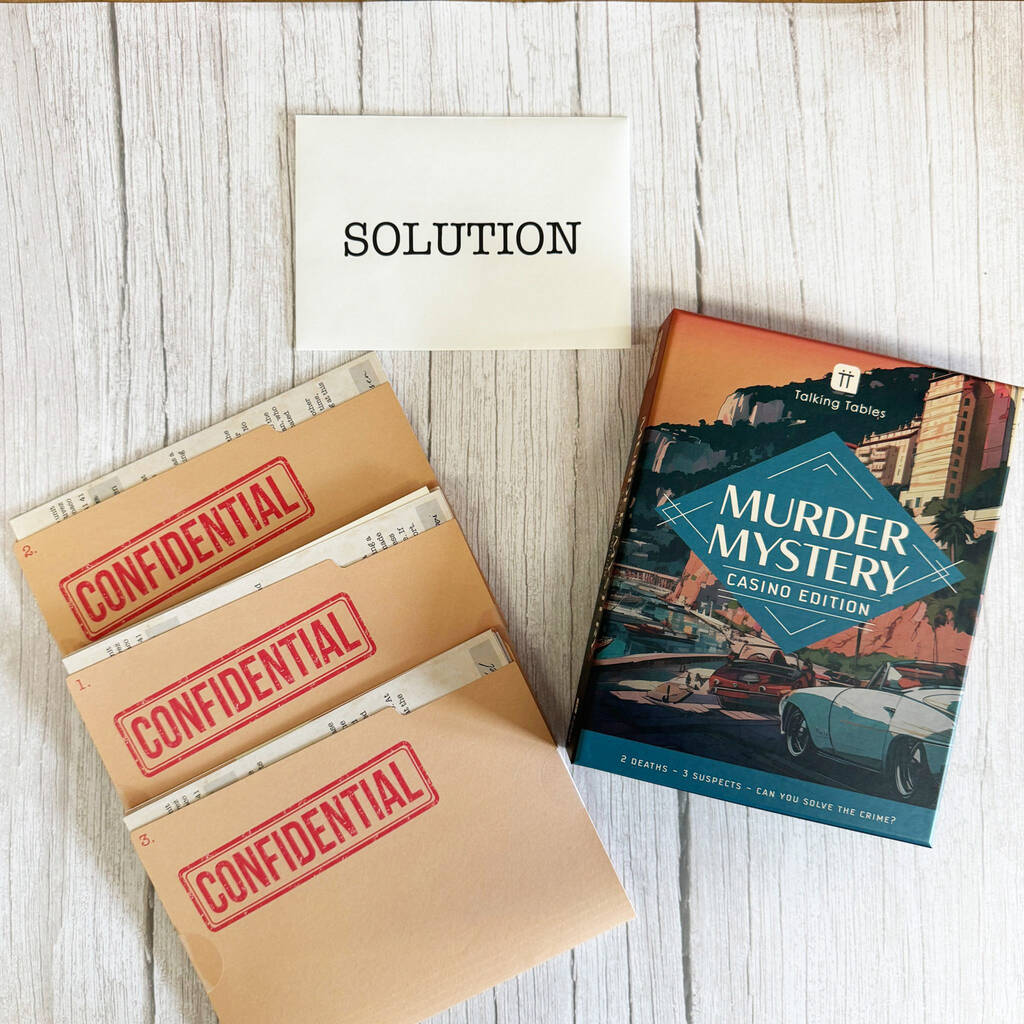 SOLUTION
Talking Tables
MURDER
MYSTERY
CASINO EDITION
2 DEATHS – 3 SUSPECTS – CAN YOU SOLVE THE CRIME?
2.
CONFIDENTIAL
1.
CONFIDENTIAL
3.
CONFIDENTIAL